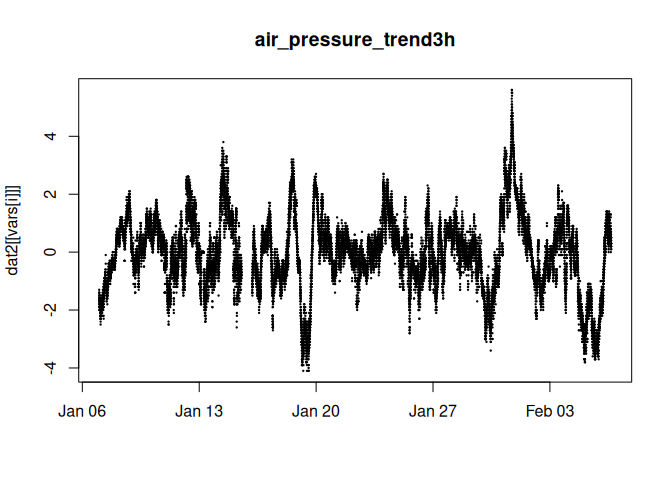 air_pressure_trend3h
dat2[[vars[i]]]
4
2
0
-2
-4
Jan 06
Jan 13
Jan 20
Jan 27
Feb 03